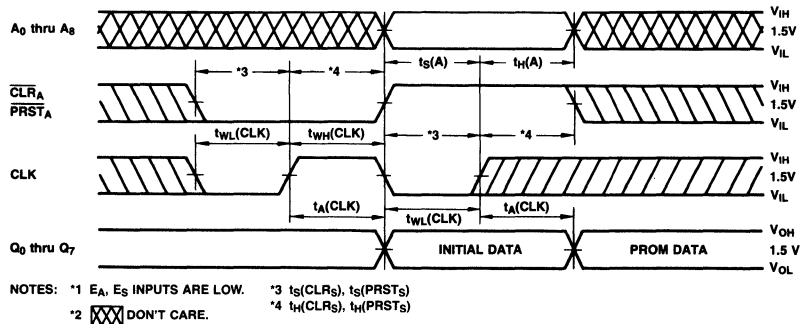 A0 thru A8
VIH
1.5V
VIL
*3
*4
tS(A)
tH(A)
CLRA
PRSTA
VIH
1.5V
VIL
tWL(CLK)
tWH(CLK)
*3
*4
CLK
VIH
1.5V
VIL
tA(CLK)
tWL(CLK)
tA(CLK)
Q0 thru Q7
INITIAL DATA
PROM DATA
VOH
1.5 V
VOL
NOTES: *1 EA, ES INPUTS ARE LOW. *3 tS(CLRS), tS(PRSTS)
*4 tH(CLRS), tH(PRSTS)
*2 DON'T CARE.